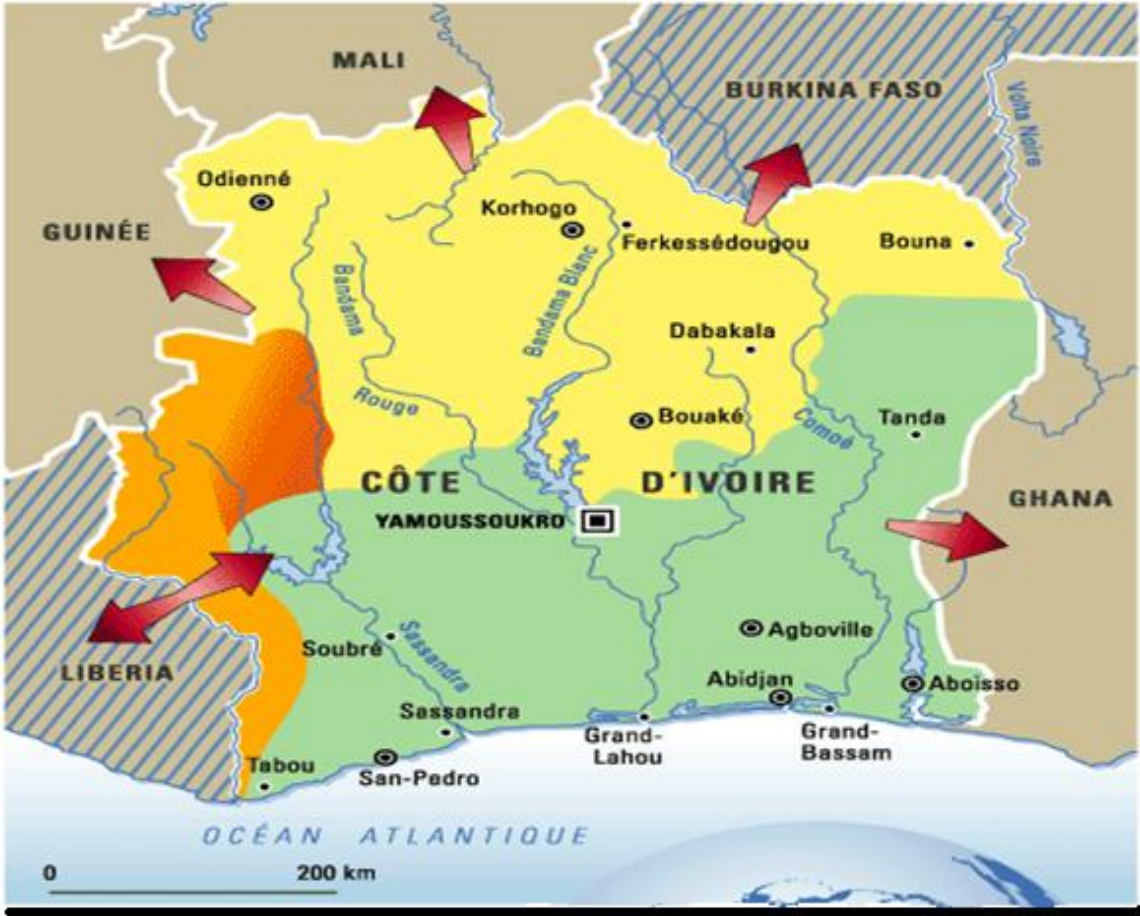 MALI
BURKINA FASO
Volta Noire
Odienné
Korhogo
GUINÉE
Ferkessédougou
Bouna
Bandama
Rouge
Bandama Blanc
Dabakala
Bouaké
Comoé
Tanda
CÔTE D'IVOIRE
GHANA
YAMOUSSOUKRO
LIBERIA
Soubré
Sassandra
Agboville
Abidjan
Aboisso
Sassandra
Grand-
Lahou
Grand-
Bassam
Tabou
San-Pedro
OCÉAN ATLANTIQUE
0 200 km